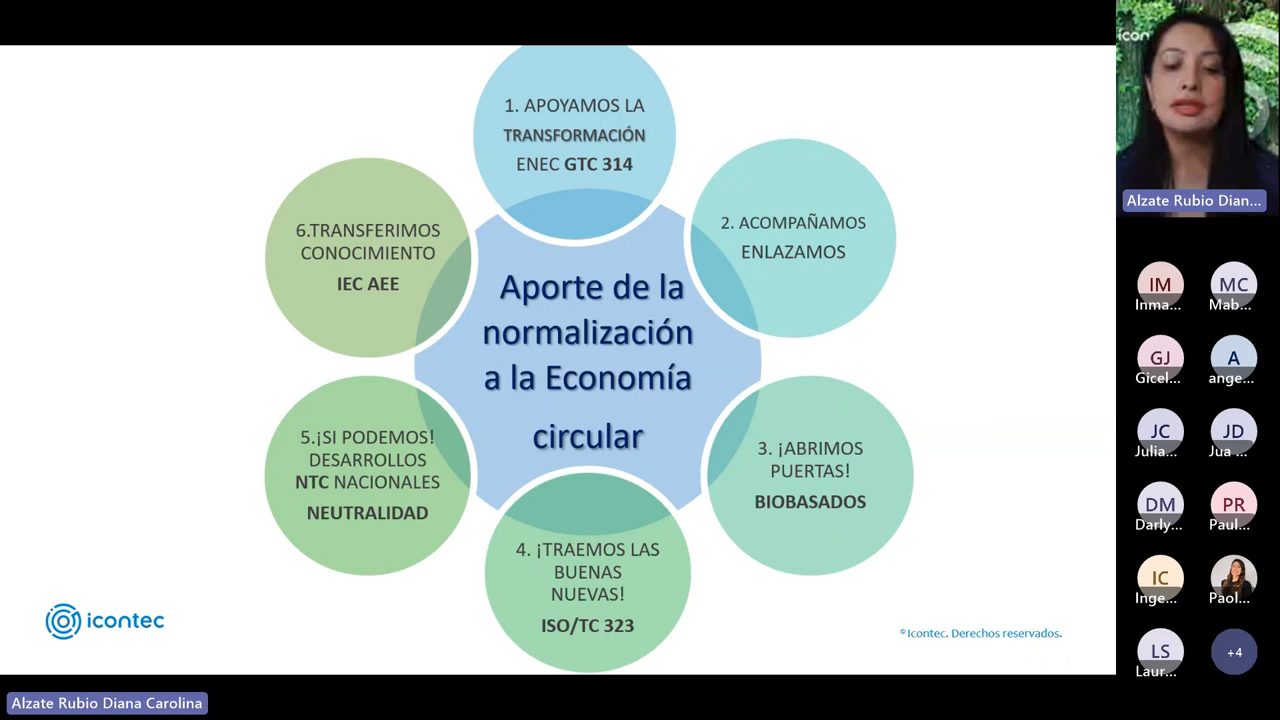 1. APOYAMOS LA
TRANSFORMACIÓN
ENEC GTC 314
2. ACOMPAÑAMOS
ENLAZAMOS
3. ¡ABRIMOS
PUERTAS!
BIOBASADOS
4. ¡TRAEMOS LAS
BUENAS
NUEVAS!
ISO/TC 323
5.¡SI PODEMOS!
DESARROLLOS
NTC NACIONALES
NEUTRALIDAD
6.TRANSFERIMOS
CONOCIMIENTO
IEC AEE
Aporte de la
normalización
a la Economía
circular
icontec
© Icontec. Derechos reservados.
Alzate Rubio Diana Carolina
icon
Alzate Rubio Dian...
IM
Inma...
MC
Mab...
GJ
Gicel...
A
ange...
JC
Julia...
JD
Jua ...
DM
Darly...
PR
Paul...
IC
Inge...
Paol...
LS
Laur...
+4